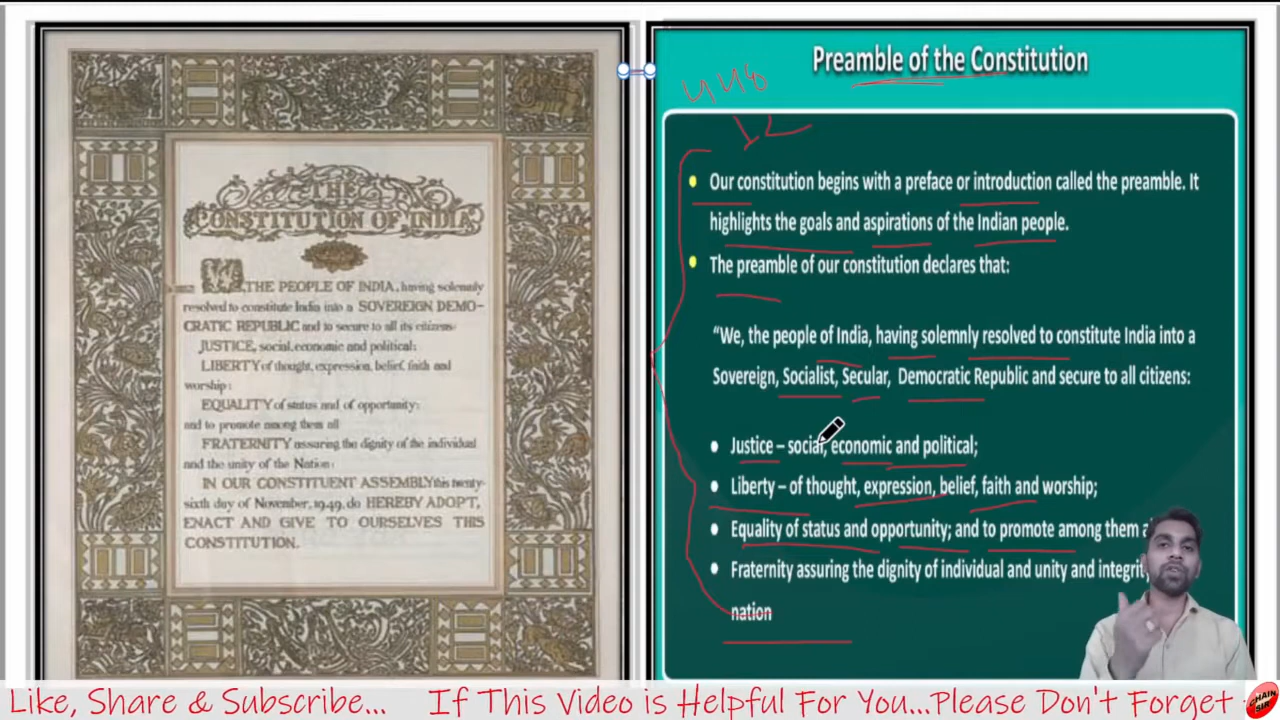 THE
CONSTITUTION OF INDIA
WE, THE PEOPLE OF INDIA, having solemnly
resolved to constitute India into a SOVEREIGN DEMO-
CRATIC REPUBLIC and to secure to all its citizens:
JUSTICE, social, economic and political;
LIBERTY of thought, expression, belief, faith and
worship;
EQUALITY of status and of opportunity;
and to promote among them all
FRATERNITY assuring the dignity of the individual
and the unity of the Nation;
IN OUR CONSTITUENT ASSEMBLY this twenty-
sixth day of November, 1949, do HEREBY ADOPT,
ENACT AND GIVE TO OURSELVES THIS
CONSTITUTION.
Preamble of the Constitution
448
12
Our constitution begins with a preface or introduction called the preamble. It
highlights the goals and aspirations of the Indian people.
The preamble of our constitution declares that:
“We, the people of India, having solemnly resolved to constitute India into a
Sovereign, Socialist, Secular, Democratic Republic and secure to all citizens:
Justice – social, economic and political;
Liberty – of thought, expression, belief, faith and worship;
Equality of status and opportunity; and to promote among them
Fraternity assuring the dignity of individual and unity and
nation
Like, Share & Subscribe... If This Video is Helpful For You...Please Don't Forget -
CHAIN
SIR